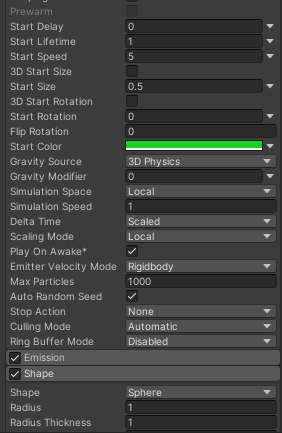 Prewarm
Start Delay 0
Start Lifetime 1
Start Speed 5
3D Start Size
Start Size 0.5
3D Start Rotation
Start Rotation 0
Flip Rotation 0
Start Color
Gravity Source 3D Physics
Gravity Modifier 0
Simulation Space Local
Simulation Speed 1
Delta Time Scaled
Scaling Mode Local
Play On Awake*
Emitter Velocity Mode Rigidbody
Max Particles 1000
Auto Random Seed
Stop Action None
Culling Mode Automatic
Ring Buffer Mode Disabled
Emission
Shape
Shape Sphere
Radius 1
Radius Thickness 1